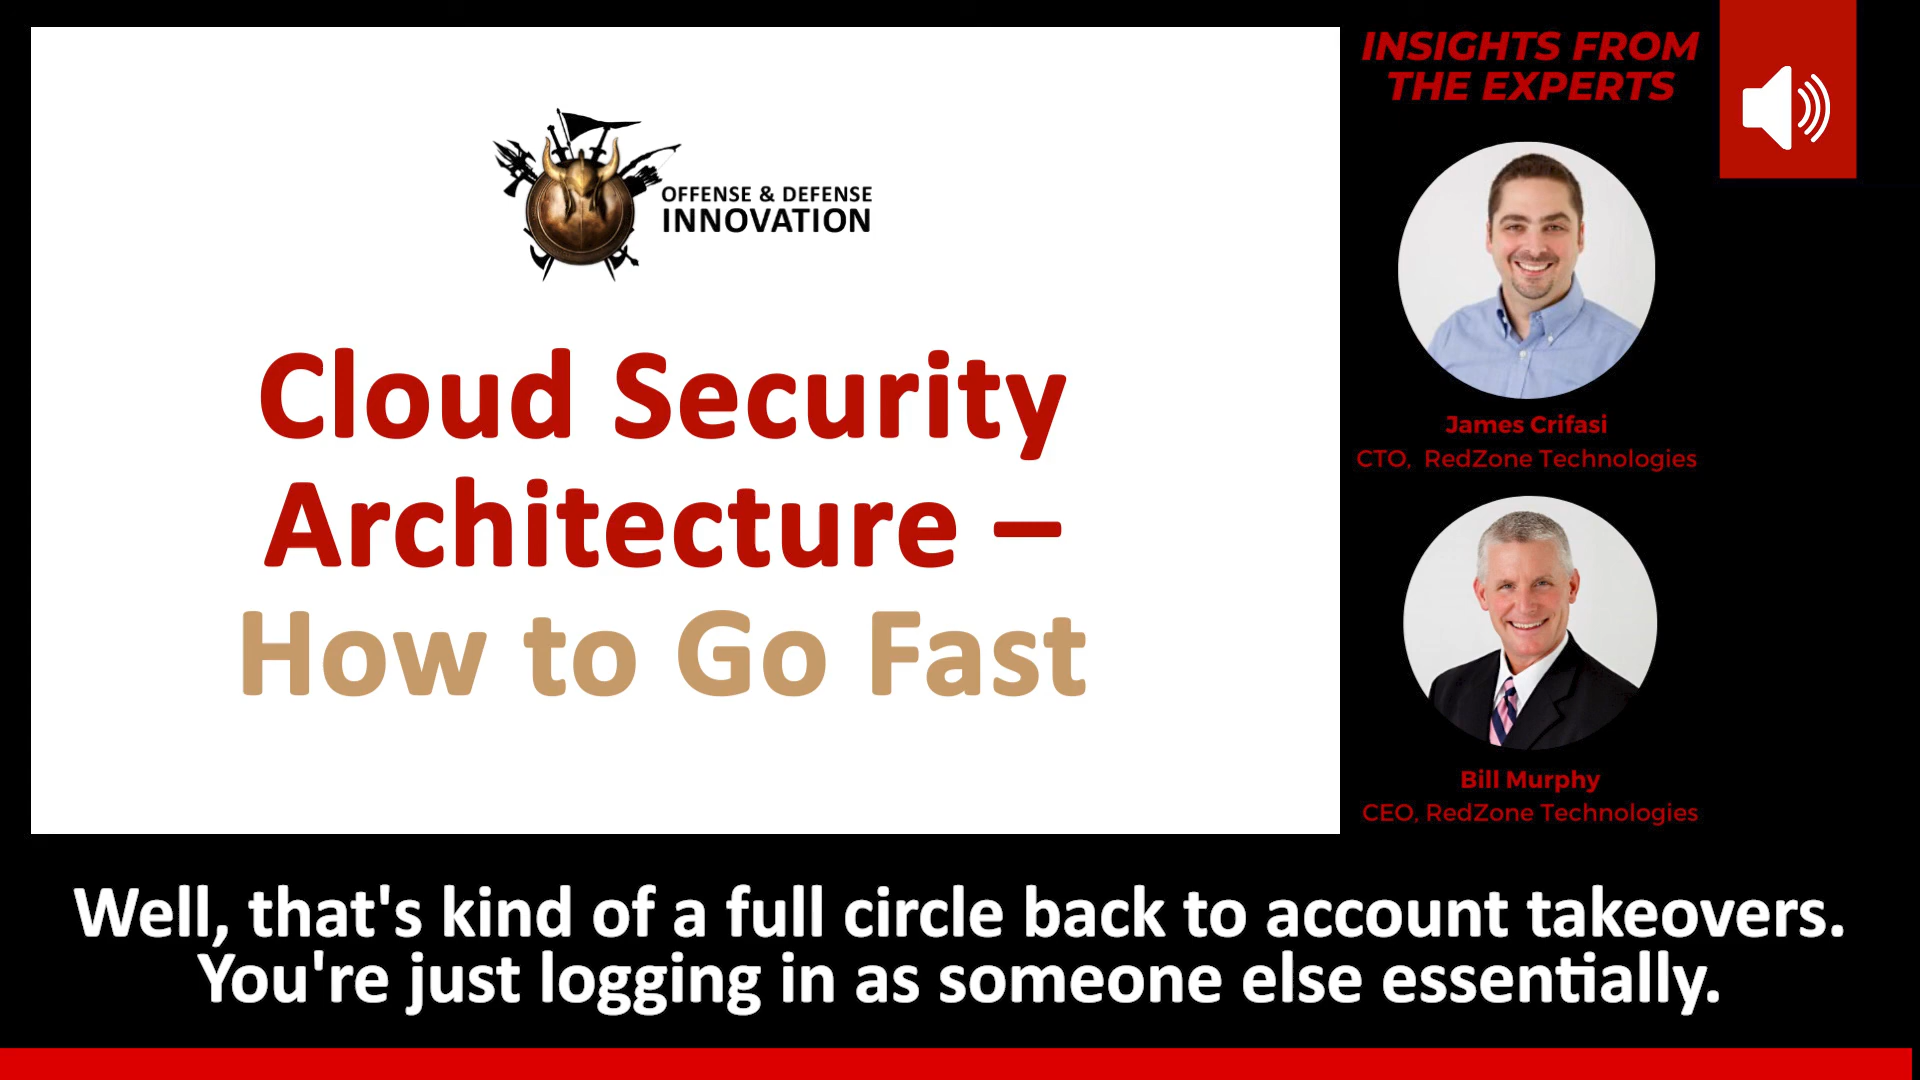 INSIGHTS FROM
THE EXPERTS
OFFENSE & DEFENSE
INNOVATION
Cloud Security
Architecture –
How to Go Fast
James Crifasi
CTO, RedZone Technologies
Bill Murphy
CEO, RedZone Technologies
Well, that's kind of a full circle back to account takeovers.
You're just logging in as someone else essentially.